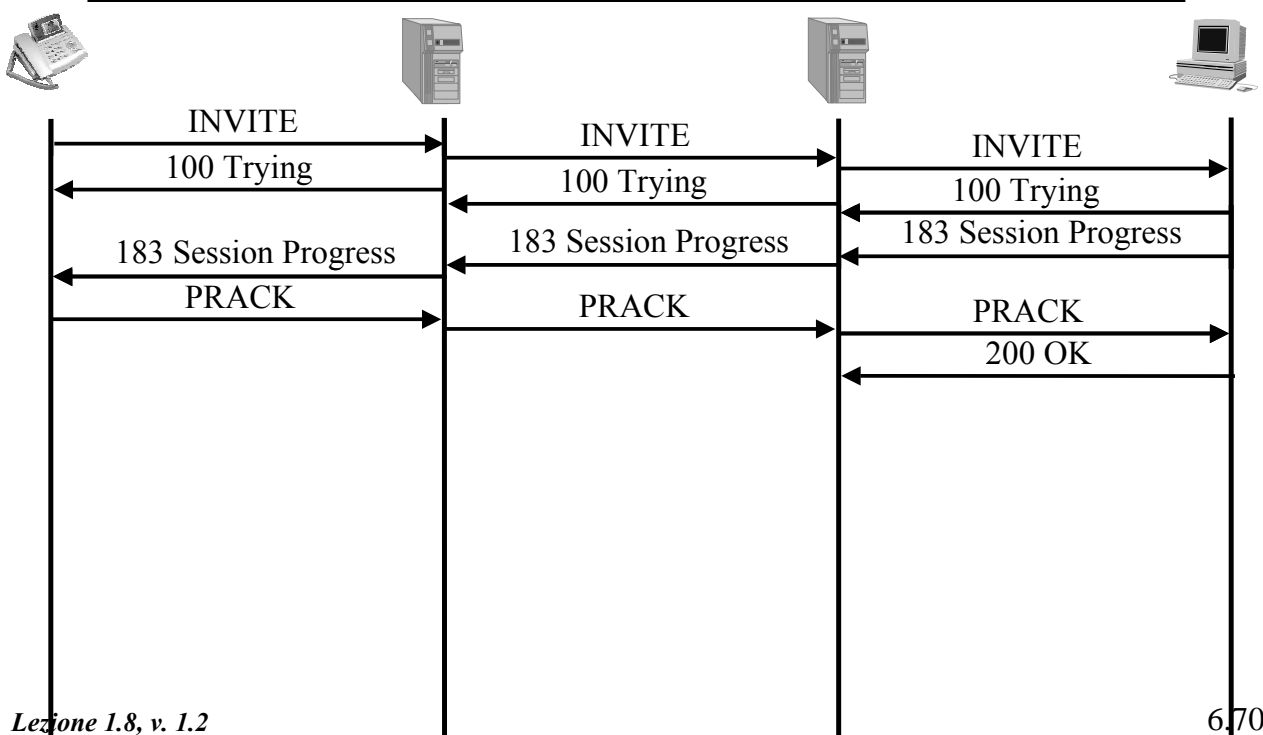 INVITE
INVITE
INVITE
100 Trying
100 Trying
100 Trying
183 Session Progress
183 Session Progress
183 Session Progress
PRACK
PRACK
PRACK
200 OK
Lezione 1.8, v. 1.2
6.70